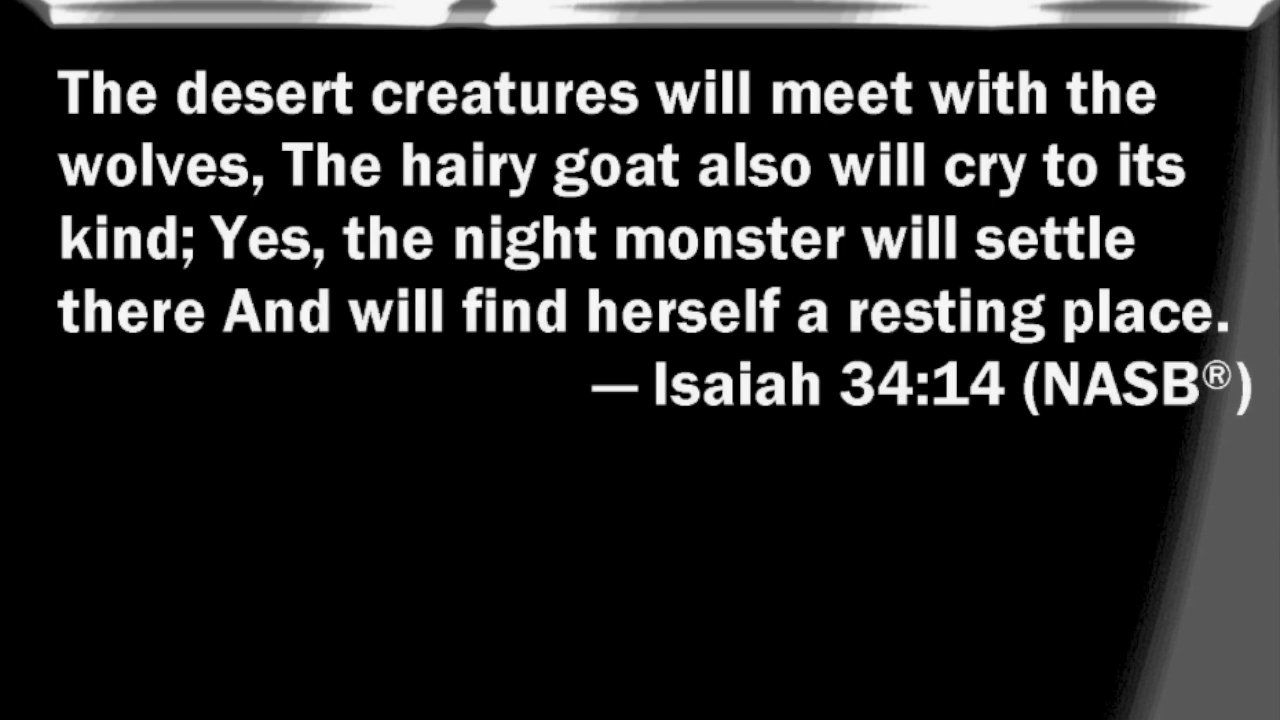 The desert creatures will meet with the
wolves, The hairy goat also will cry to its
kind; Yes, the night monster will settle
there And will find herself a resting place.
— Isaiah 34:14 (NASB®)